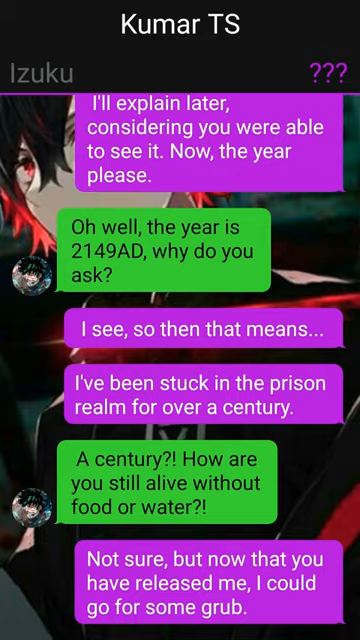 Kumar TS
Izuku
???
I'll explain later,
considering you were able
to see it. Now, the year
please.
Oh well, the year is
2149AD, why do you
ask?
I see, so then that means...
I've been stuck in the prison
realm for over a century.
A century?! How are
you still alive without
food or water?!
Not sure, but now that you
have released me, I could
go for some grub.